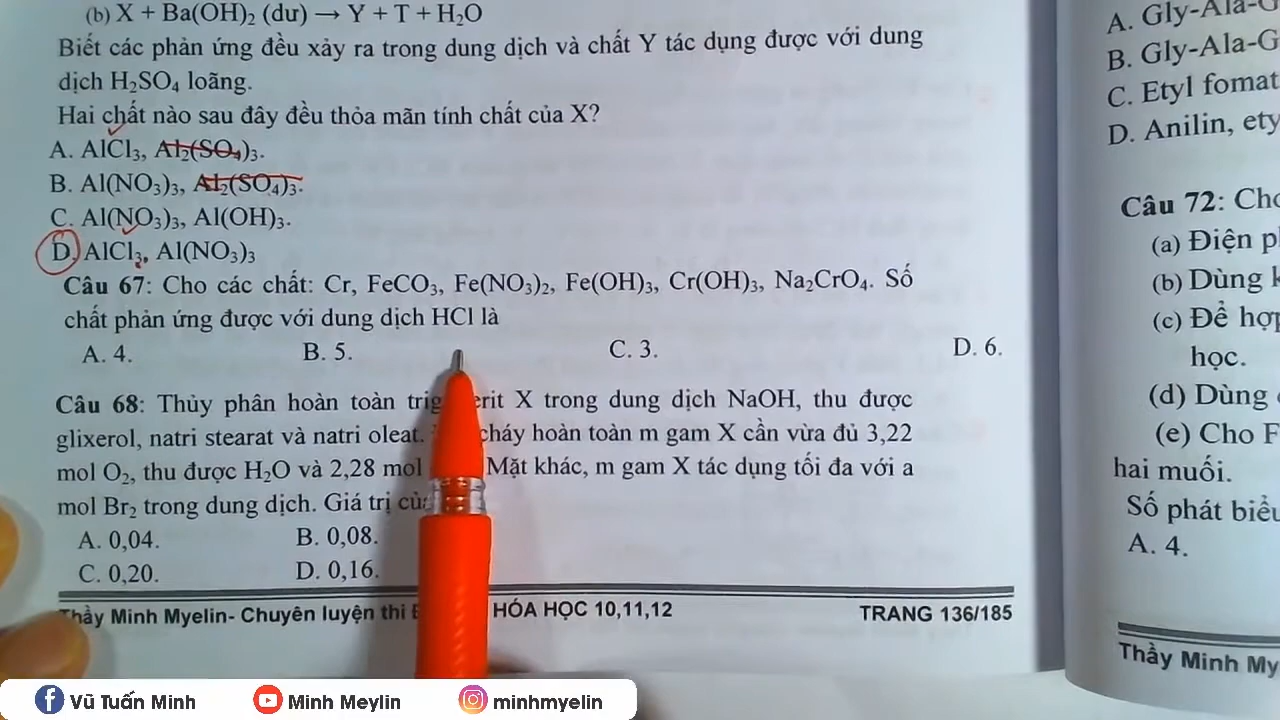 (b) X + Ba(OH)₂ (dư) → Y + T + H₂O
Biết các phản ứng đều xảy ra trong dung dịch và chất Y tác dụng được với dung
dịch H₂SO₄ loãng.
Hai chất nào sau đây đều thỏa mãn tính chất của X?
A. AlCl₃, Al₂(SO₄)₃.
B. Al(NO₃)₃, Al₂(SO₄)₃.
C. Al(NO₃)₃, Al(OH)₃.
D. AlCl₃, Al(NO₃)₃
Câu 67: Cho các chất: Cr, FeCO₃, Fe(NO₃)₂, Fe(OH)₃, Cr(OH)₃, Na₂CrO₄. Số
chất phản ứng được với dung dịch HCl là
A. 4. B. 5. C. 3. D. 6.
Câu 68: Thủy phân hoàn toàn X trong dung dịch NaOH, thu được
glixerol, natri stearat và natri oleat. cháy hoàn toàn m gam X cần vừa đủ 3,22
mol O₂, thu được H₂O và 2,28 mol Mặt khác, m gam X tác dụng tối đa với a
mol Br₂ trong dung dịch. Giá trị
A. 0,04. B. 0,08.
C. 0,20. D. 0,16.
Thầy Minh Myelin- Chuyên luyện thi HÓA HỌC 10,11,12 TRANG 136/185
A. Gly-Ala-G
B. Gly-Ala-G
C. Etyl fomat
D. Anilin, ety
Câu 72: Cho
(a) Điện p
(b) Dùng
(c) Để hợp
học.
(d) Dùng
(e) Cho F
hai muối.
Số phát biểu
A. 4.
Thầy Minh My
Vũ Tuấn Minh Minh Meylin minhmyelin